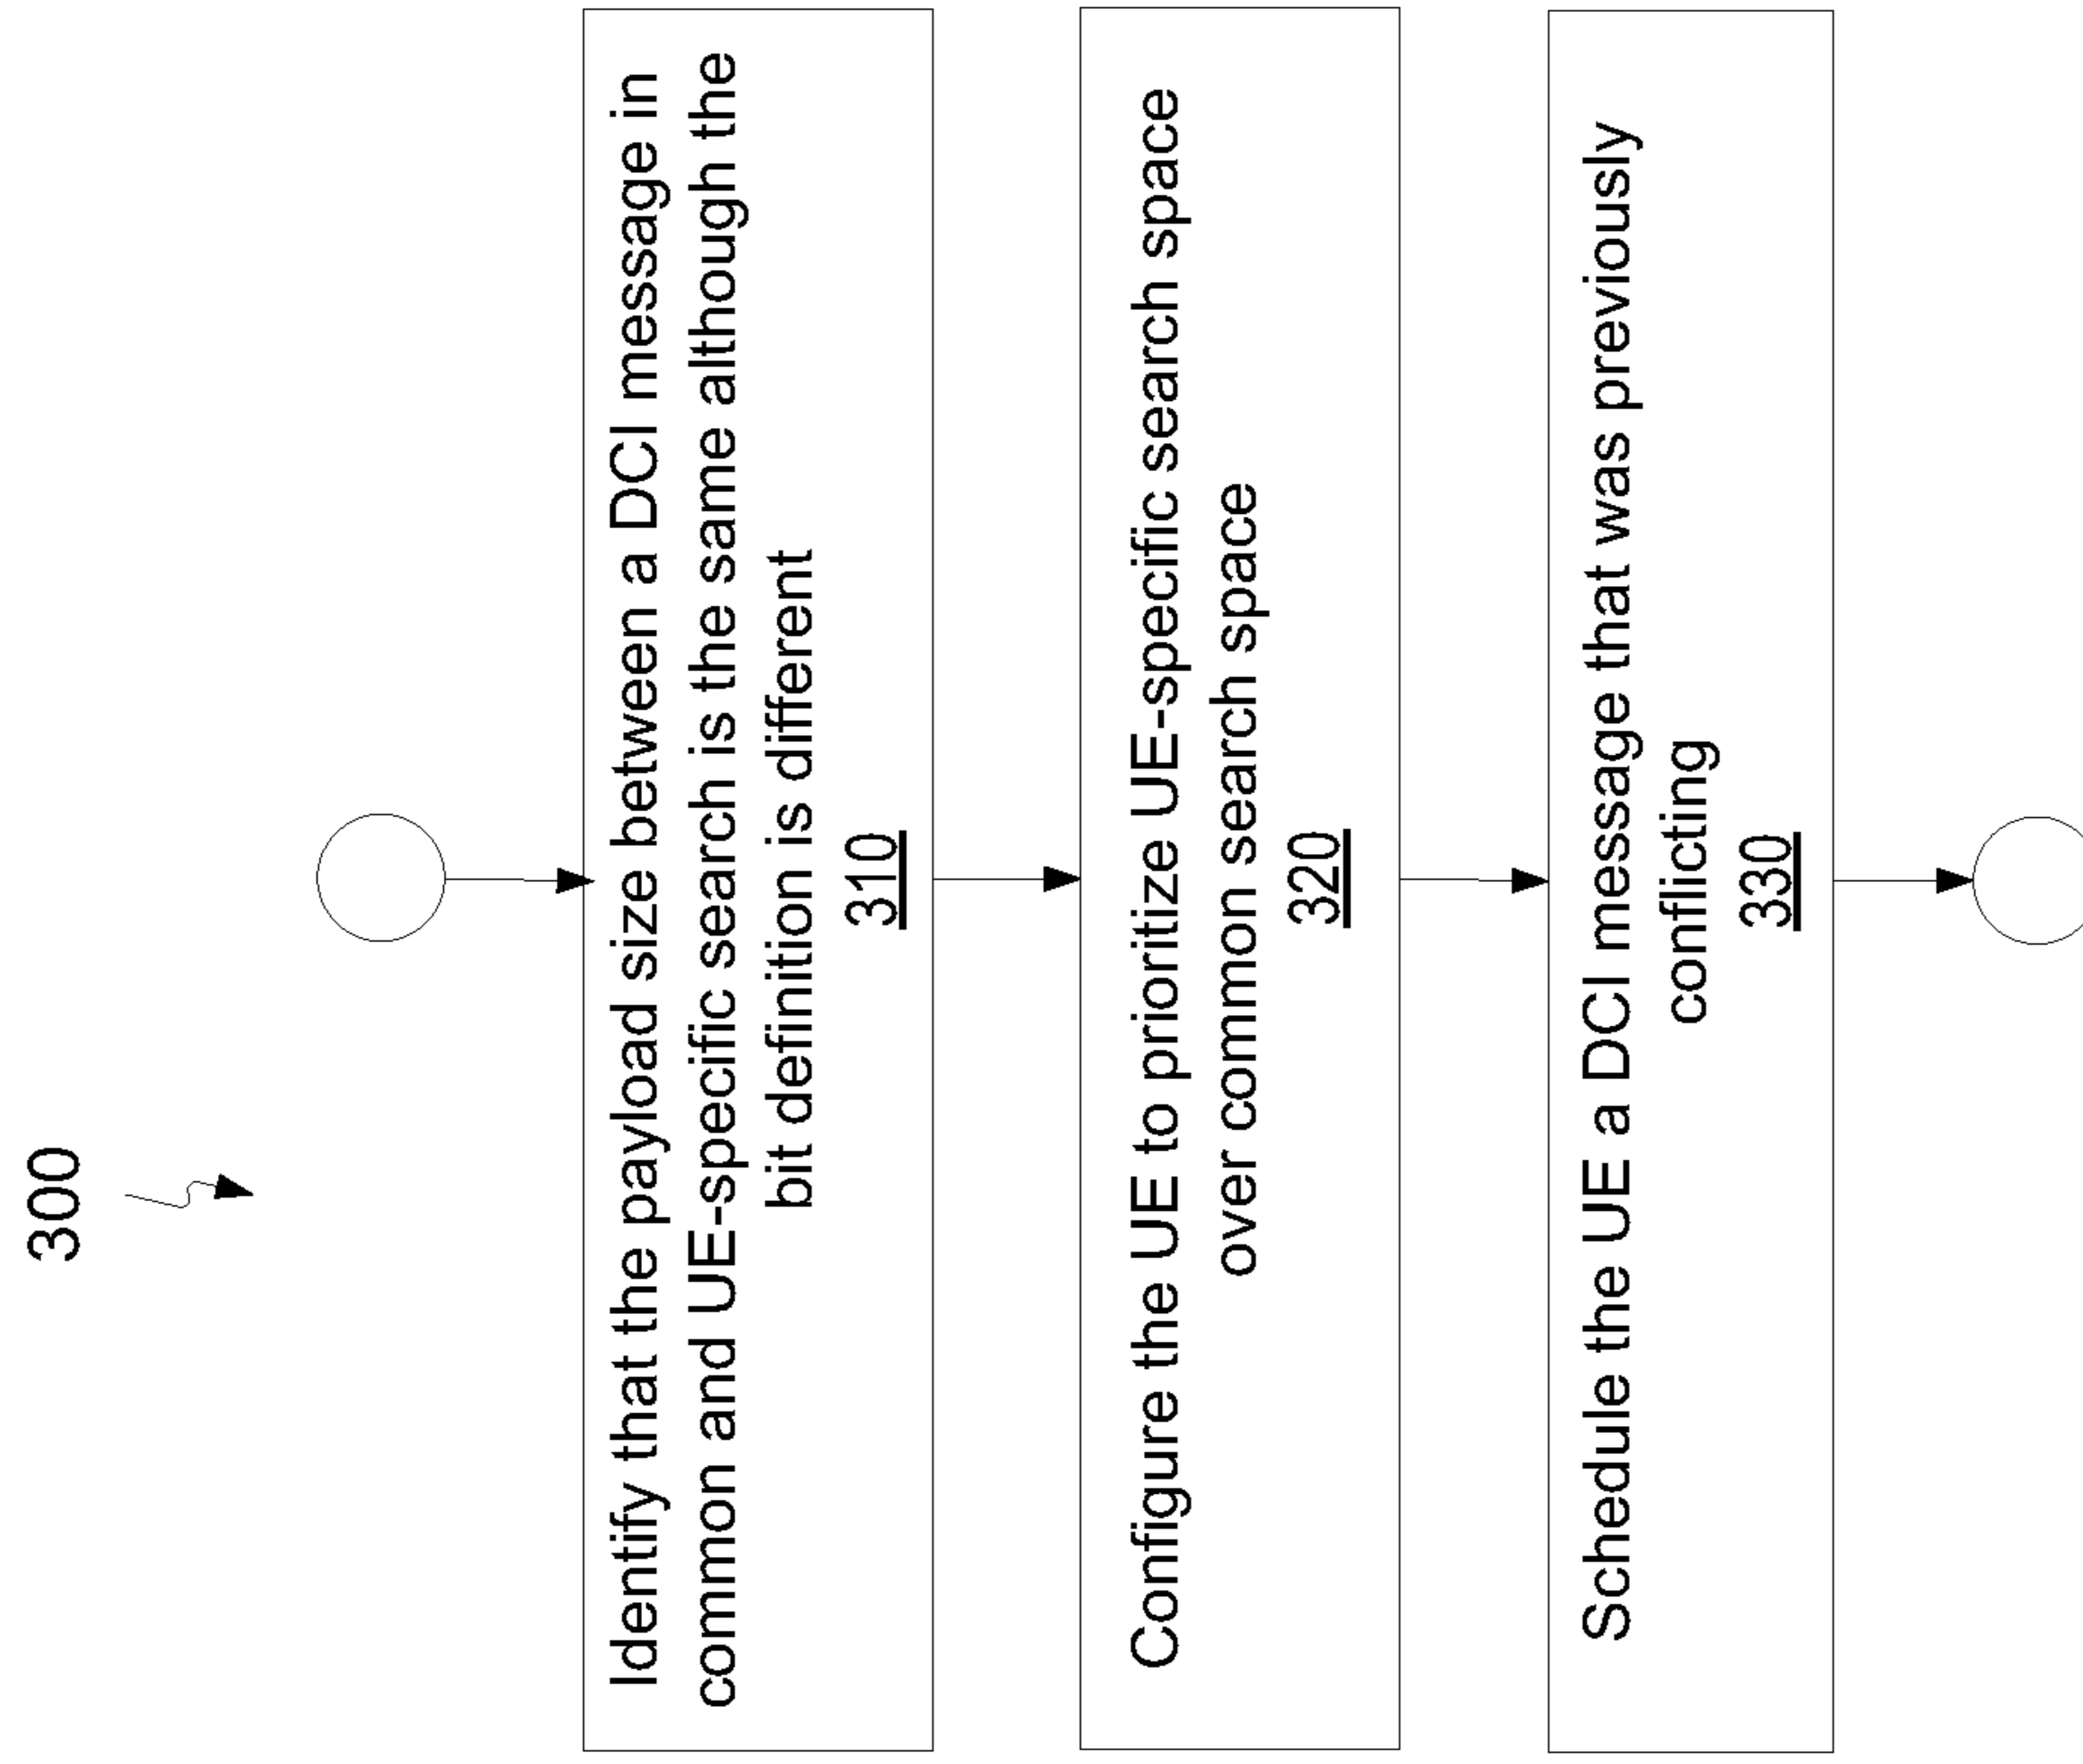 300
Identify that the payload size between a DCI message in
common and UE-specific search is the same although the
bit definition is different
310
Configure the UE to prioritize UE-specific search space
over common search space
320
Schedule the UE a DCI message that was previously
conflicting
330